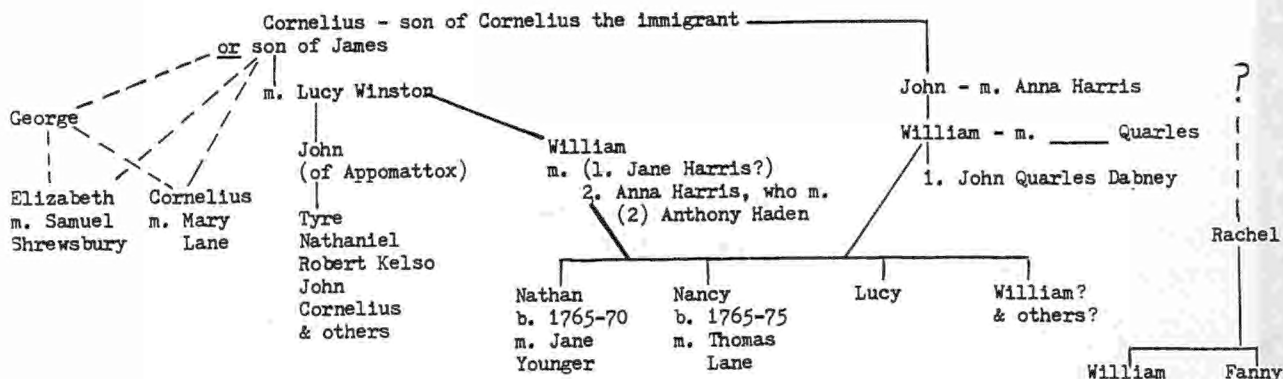 Cornelius - son of Cornelius the immigrant
or son of James
m. Lucy Winston
George
Elizabeth
m. Samuel
Shrewsbury
Cornelius
m. Mary
Lane
John
(of Appomattox)
Tyre
Nathaniel
Robert Kelso
John
Cornelius
& others
William
m. (1. Jane Harris?)
2. Anna Harris, who m.
(2) Anthony Haden
John - m. Anna Harris
William - m. ____ Quarles
1. John Quarles Dabney
Nathan
b. 1765-70
m. Jane
Younger
Nancy
b. 1765-75
m. Thomas
Lane
Lucy
William?
& others?
?
Rachel
William
Fanny